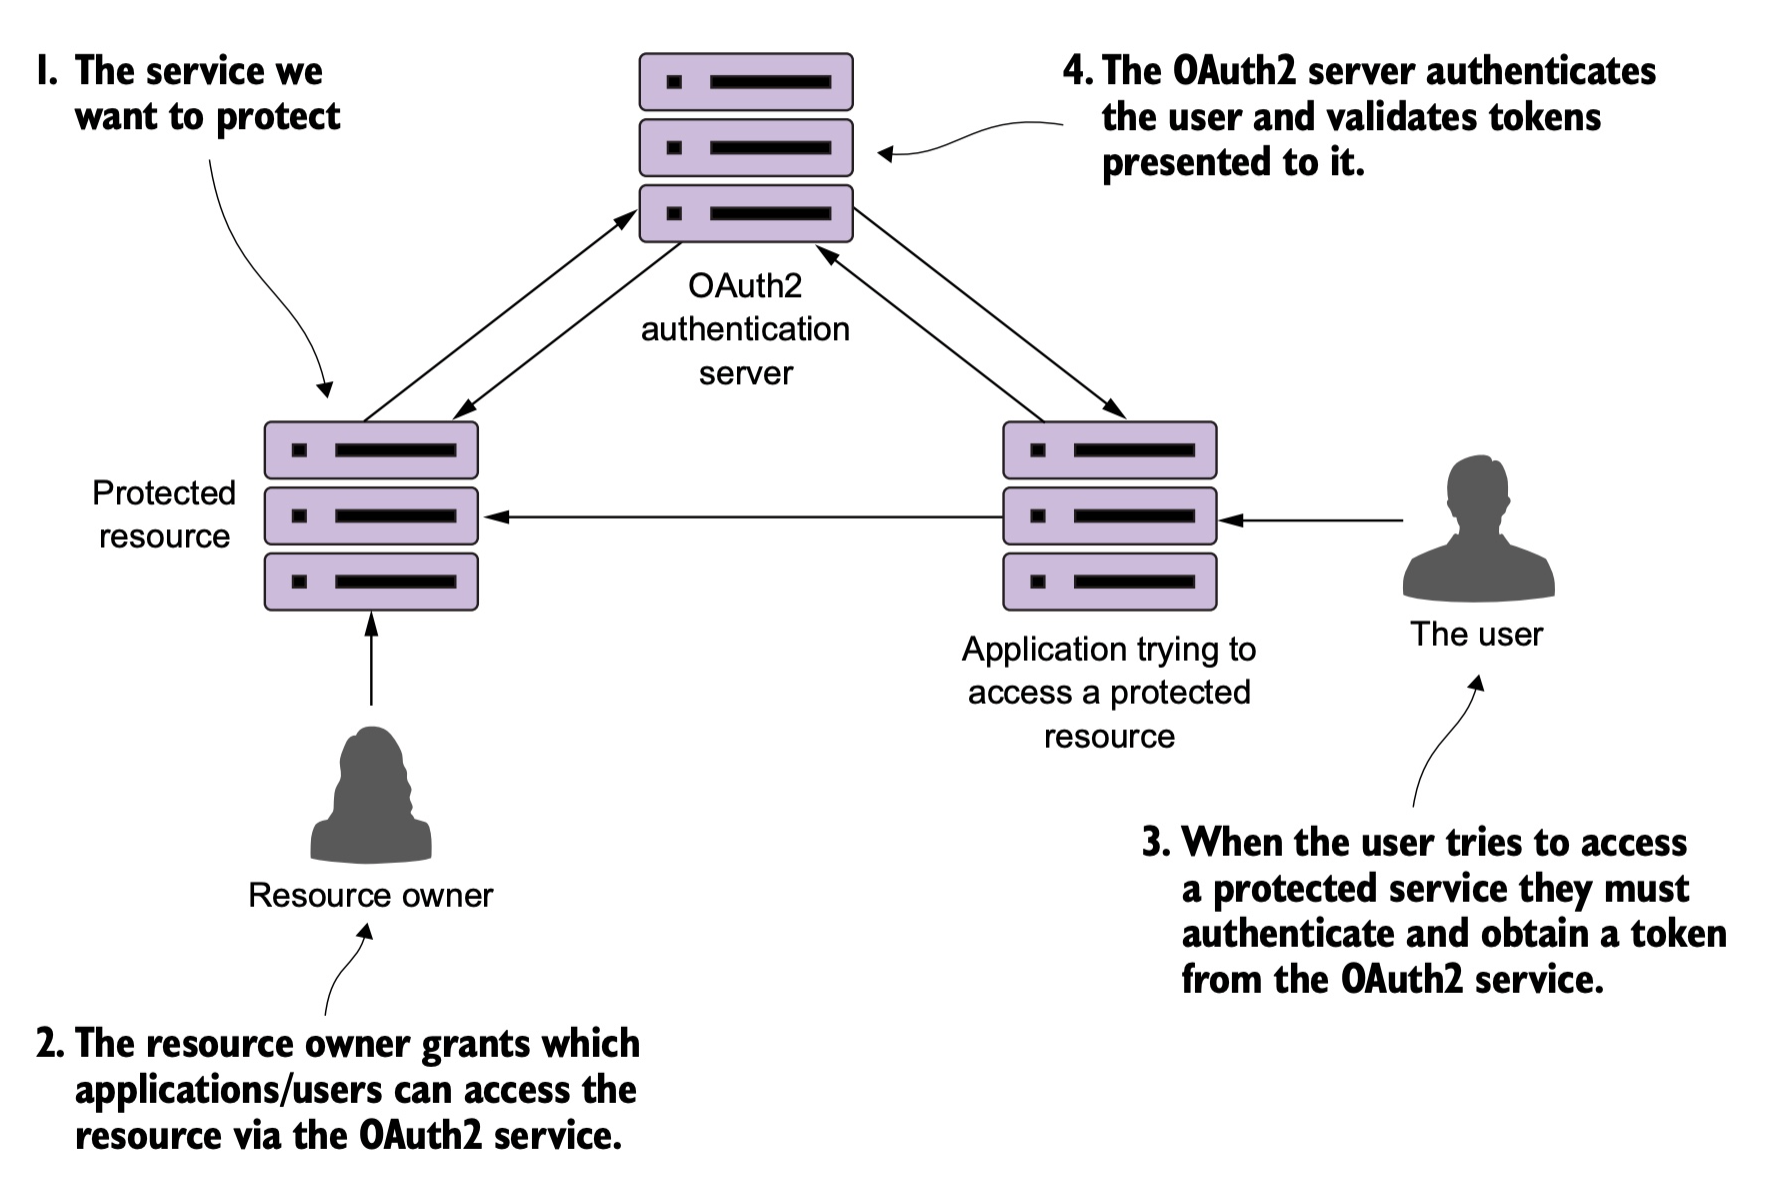 1. The service we
want to protect
4. The OAuth2 server authenticates
the user and validates tokens
presented to it.
OAuth2
authentication
server
Protected
resource
The user
Application trying to
access a protected
resource
Resource owner
3. When the user tries to access
a protected service they must
authenticate and obtain a token
from the OAuth2 service.
2. The resource owner grants which
applications/users can access the
resource via the OAuth2 service.